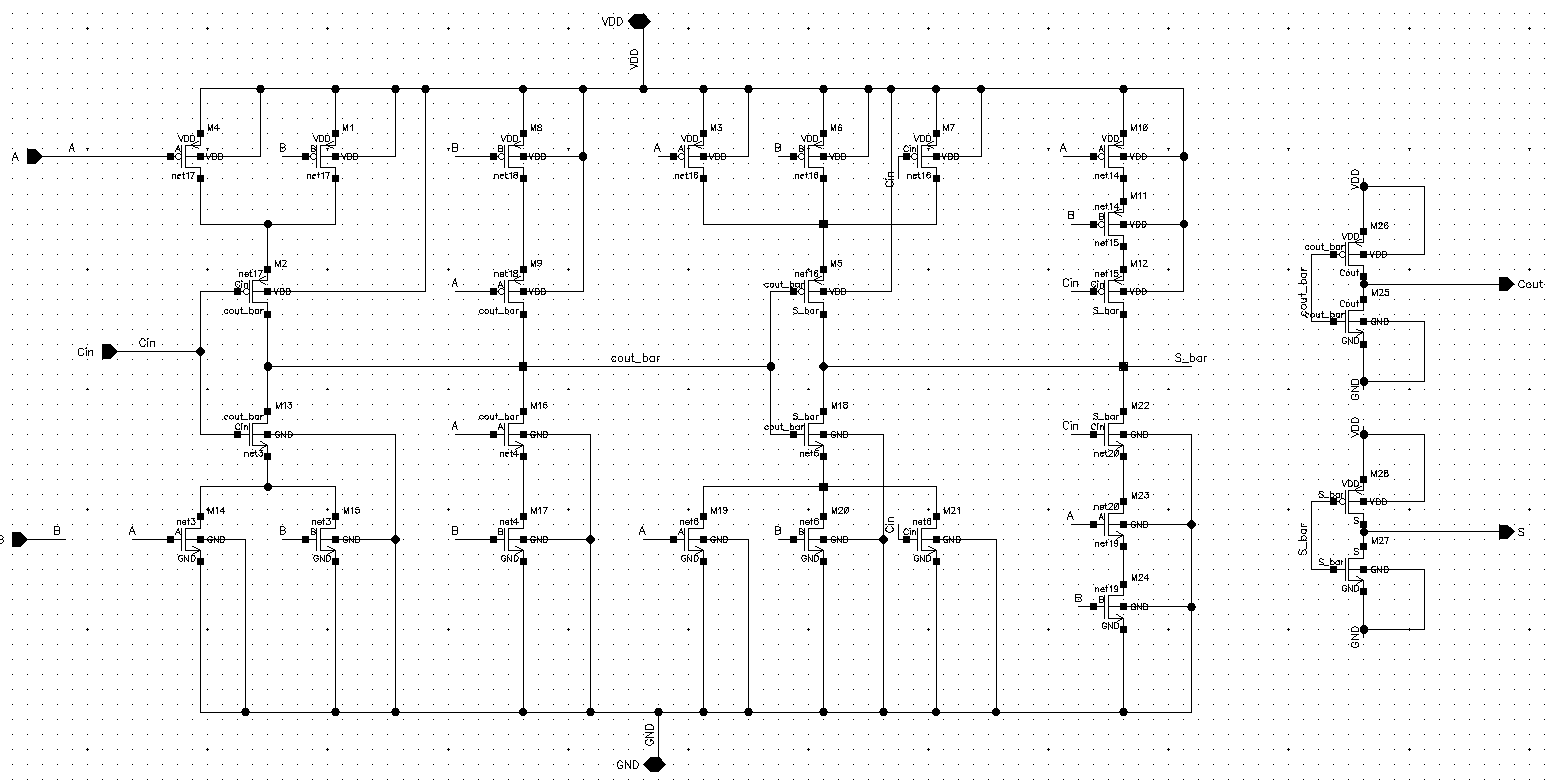 VDD
VDD
M4 M1 M8 M3 M6 M7 M10
VDD VDD VDD VDD VDD VDD VDD
A A A VDD B B VDD B B VDD A A VDD B B VDD Cin VDD A A VDD
net17 net17 net18 net16 net16 Cin net16 net14
VDD
M11
net14
B B VDD
net15
M26
VDD
cout_bar VDD
Cout
M2 M9 M5 M12
net17 net18 net16 net15
Cin VDD A A VDD cout_bar VDD Cin Cin VDD
cout_bar cout_bar S_bar S_bar
cout_bar
Cout
M25
Cout
cout_bar GND
GND
Cin Cin
cout_bar S_bar
GND
M13 M16 M18 M22
cout_bar cout_bar S_bar S_bar
Cin GND A A GND cout_bar GND Cin Cin GND
net3 net4 net6 net20
VDD
M28
VDD
S_bar VDD
S
M23
net20
A A GND
net19
M14 M15 M17 M19 M20 M21
net3 net3 net4 net6 net6 Cin net6
B B A A GND B B GND B B GND A A GND B B GND Cin GND
GND GND GND GND GND GND
S_bar
S
M27
S
S_bar GND
GND
M24
net19
B B GND
GND
GND
GND
GND